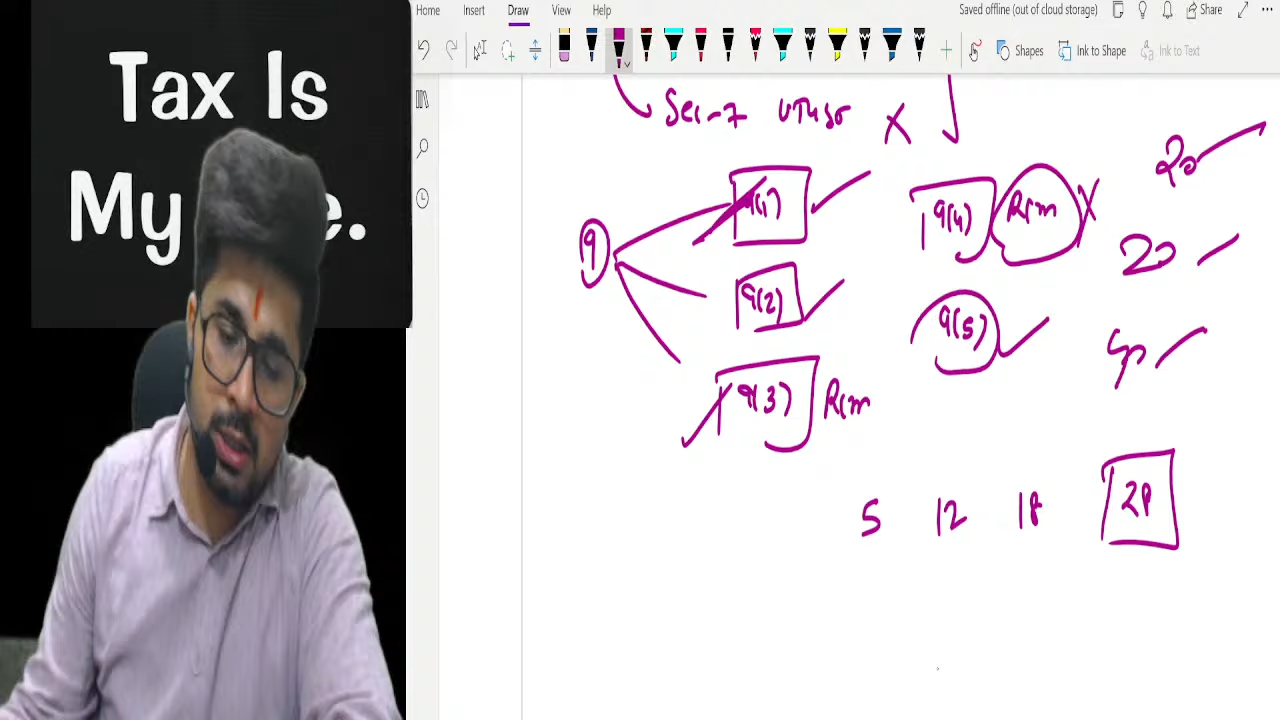 Home Insert Draw View Help Saved offline (out of cloud storage) Share
Shapes Ink to Shape Ink to Text
Tax Is
My e.
Sec-7 UTGST X
20
9 9(1) 9(4) RCM X
9(2) 9(5) 20
9(3) RCM
5 12 18 28